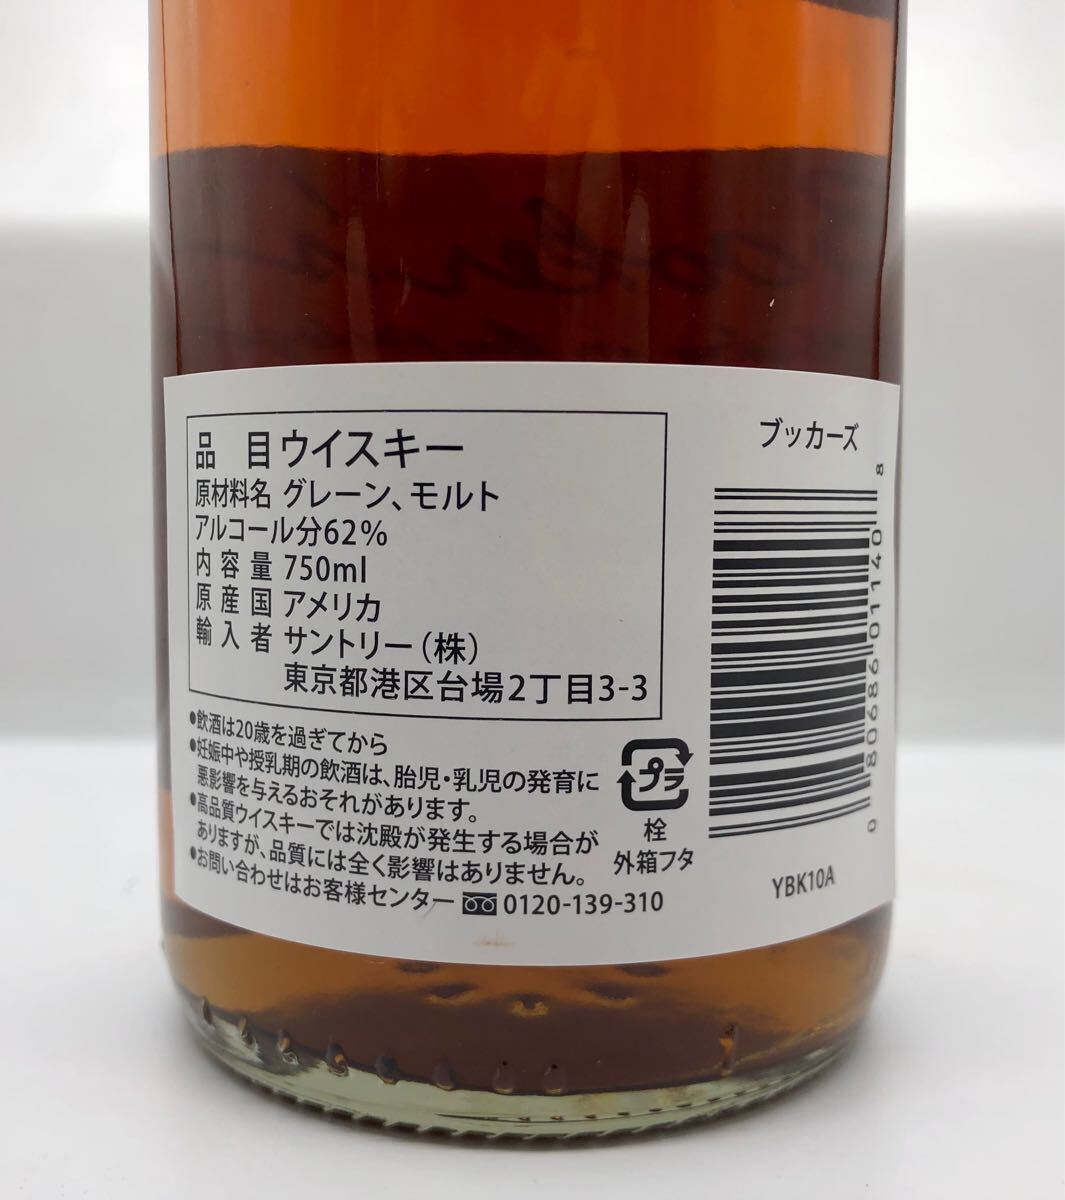 品目ウイスキー
原材料名 グレーン、モルト
アルコール分62%
内容量 750ml
原産国 アメリカ
輸入者 サントリー(株)
東京都港区台場2丁目3-3
●飲酒は20歳を過ぎてから
●妊娠中や授乳期の飲酒は、胎児・乳児の発育に
悪影響を与えるおそれがあります。
●高品質ウイスキーでは沈殿が発生する場合が
ありますが、品質には全く影響はありません。
●お問い合わせはお客様センター 0120-139-310
プラ
栓
外箱フタ
ブッカーズ
0 80686 01140 8
YBK10A